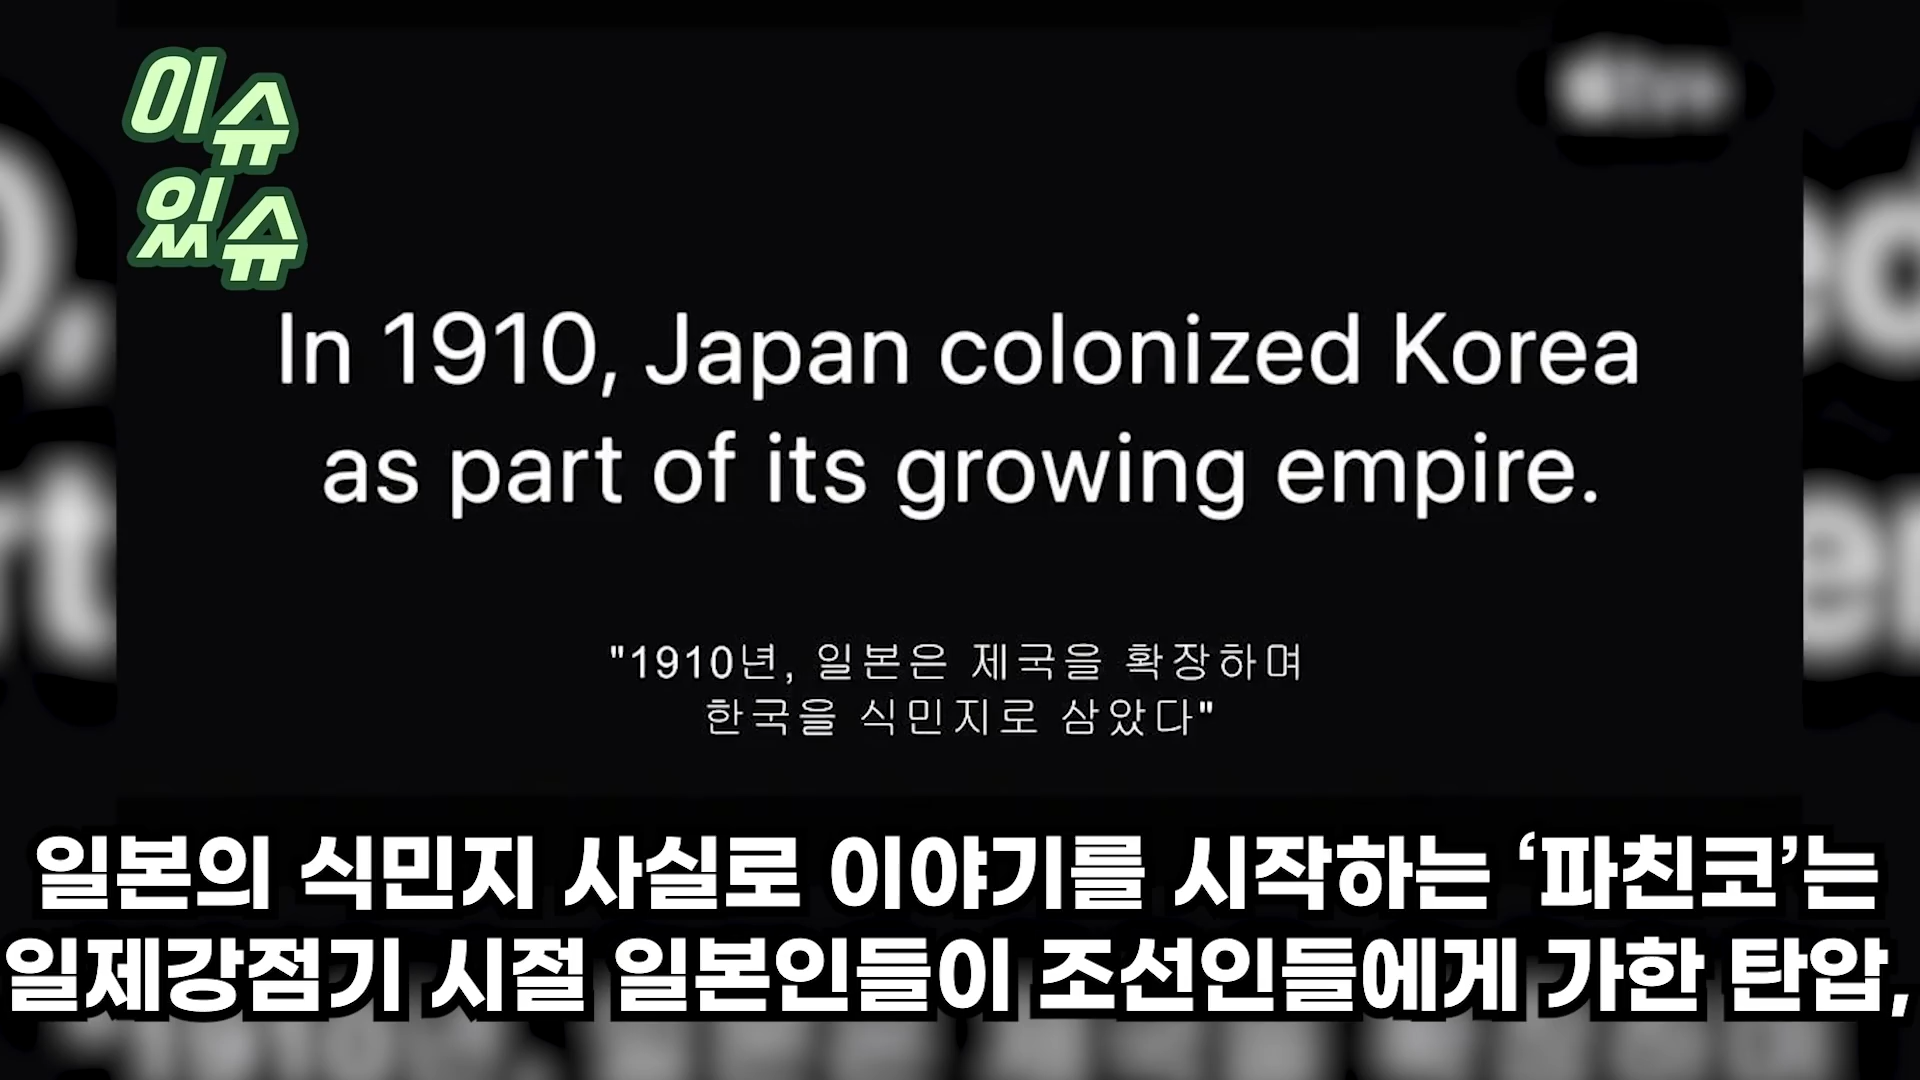 이슈
있슈
In 1910, Japan colonized Korea
as part of its growing empire.
"1910년, 일본은 제국을 확장하며
한국을 식민지로 삼았다"
일본의 식민지 사실로 이야기를 시작하는 ‘파친코’는
일제강점기 시절 일본인들이 조선인들에게 가한 탄압,